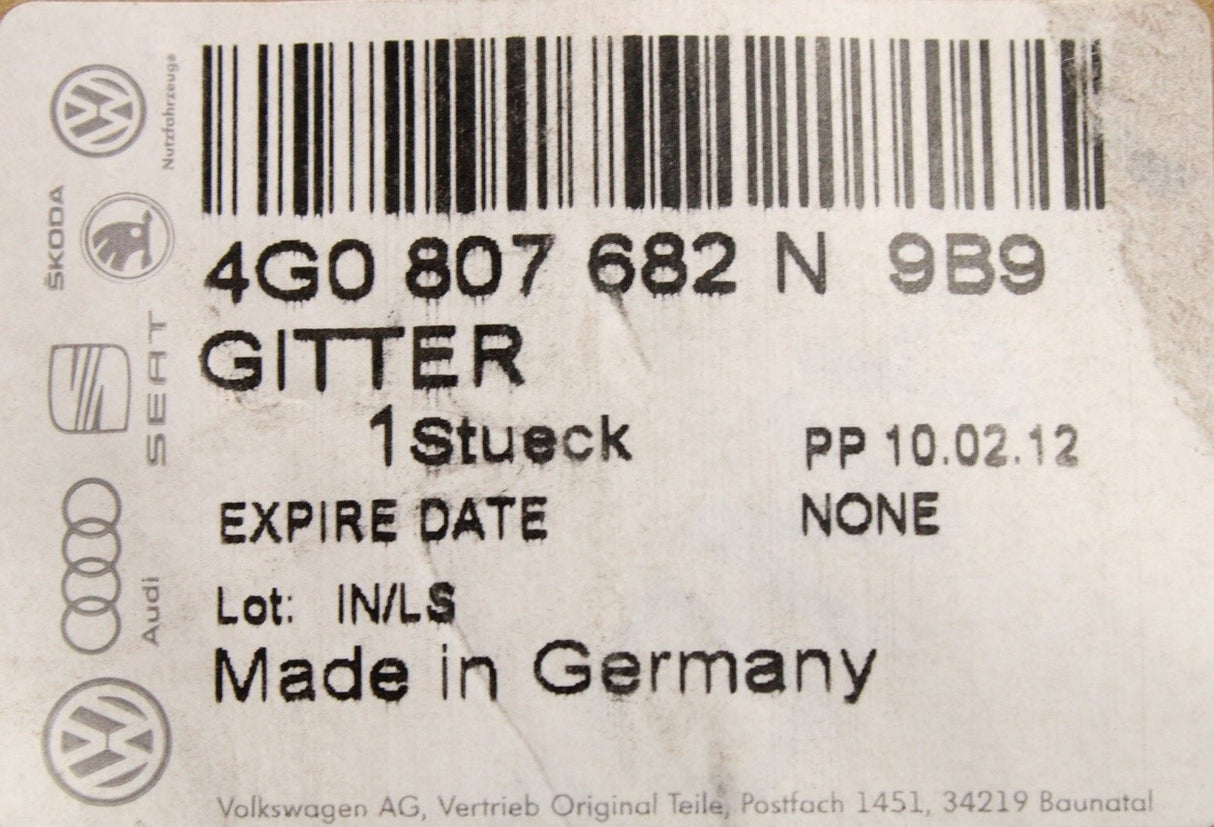 Nutzfahrzeuge
ŠKODA
SEAT
Audi
4G0 807 682 N 9B9
GITTER
1 Stueck PP 10.02.12
EXPIRE DATE NONE
Lot: IN/LS
Made in Germany
Volkswagen AG, Vertrieb Original Teile, Postfach 1451, 34219 Baunatal